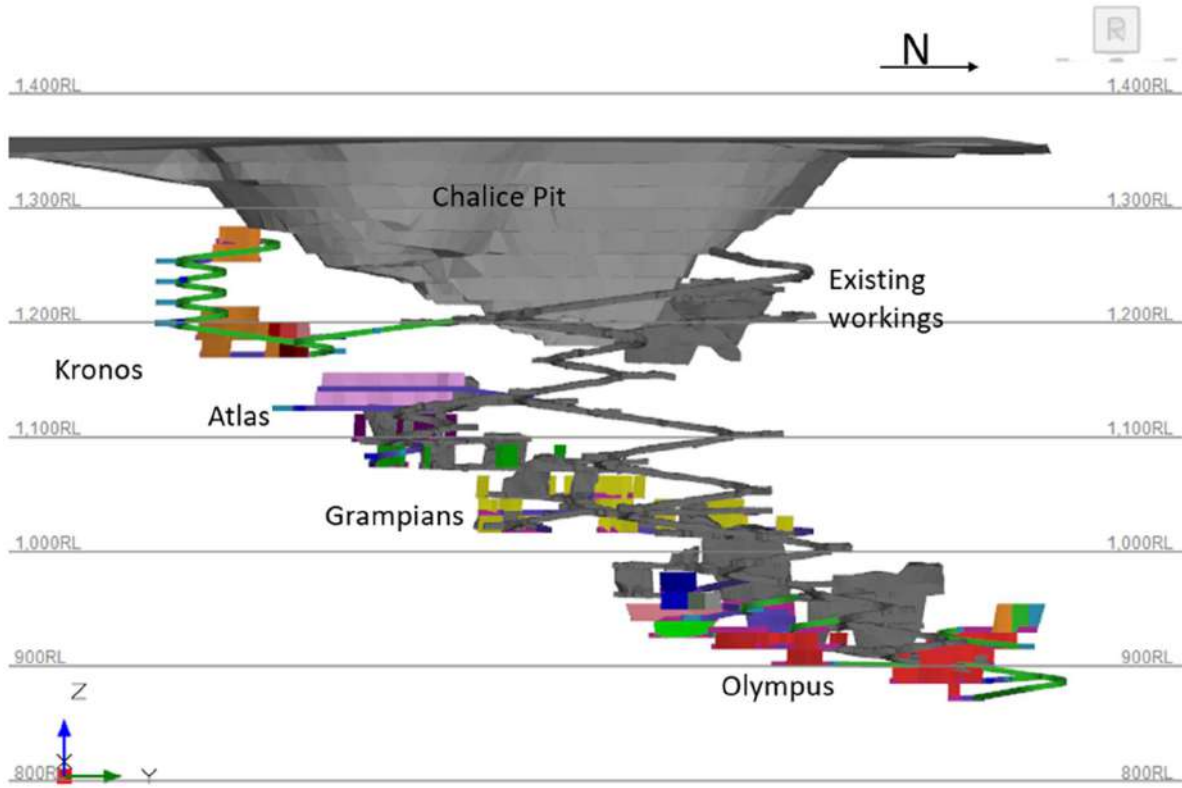 N
R
1,400RL 1,400RL
Chalice Pit
1,300RL 1,300RL
Existing
workings
1,200RL 1,200RL
Kronos
Atlas
1,100RL 1,100RL
Grampians
1,000RL 1,000RL
900RL 900RL
Olympus
Z
X
Y
800RL 800RL